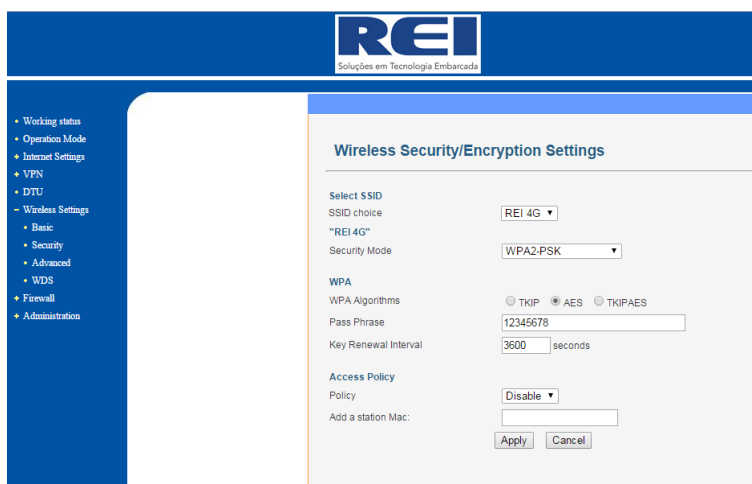 REI
Soluções em Tecnologia Embarcada
Working status
Operation Mode
Internet Settings
VPN
DTU
Wireless Settings
Basic
Security
Advanced
WDS
Firewall
Administration
Wireless Security/Encryption Settings
Select SSID
SSID choice REI 4G
"REI 4G"
Security Mode WPA2-PSK
WPA
WPA Algorithms TKIP AES TKIPAES
Pass Phrase 12345678
Key Renewal Interval 3600 seconds
Access Policy
Policy Disable
Add a station Mac:
Apply Cancel